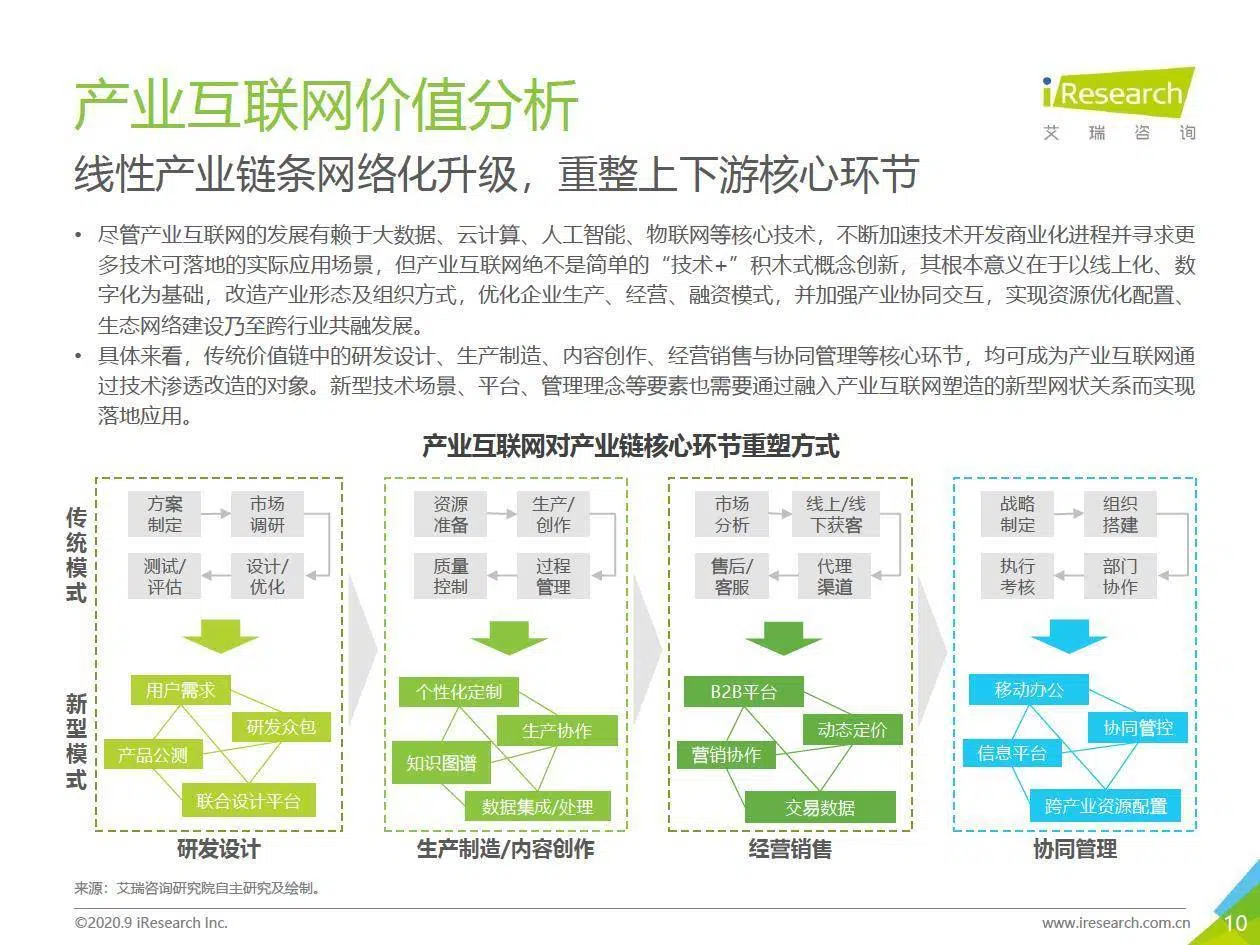 产业互联网价值分析
iResearch
艾瑞咨询
线性产业链条网络化升级，重整上下游核心环节
• 尽管产业互联网的发展有赖于大数据、云计算、人工智能、物联网等核心技术，不断加速技术开发商业化进程并寻求更
多技术可落地的实际应用场景，但产业互联网绝不是简单的“技术+”积木式概念创新，其根本意义在于以线上化、数
字化为基础，改造产业形态及组织方式，优化企业生产、经营、融资模式，并加强产业协同交互，实现资源优化配置、
生态网络建设乃至跨行业共融发展。
• 具体来看，传统价值链中的研发设计、生产制造、内容创作、经营销售与协同管理等核心环节，均可成为产业互联网通
过技术渗透改造的对象。新型技术场景、平台、管理理念等要素也需要通过融入产业互联网塑造的新型网状关系而实现
落地应用。
产业互联网对产业链核心环节重塑方式
传统模式
方案
制定
市场
调研
测试/
评估
设计/
优化
资源
准备
生产/
创作
质量
控制
过程
管理
市场
分析
线上/线
下获客
售后/
客服
代理
渠道
战略
制定
组织
搭建
执行
考核
部门
协作
新型模式
用户需求
研发众包
产品公测
联合设计平台
个性化定制
生产协作
知识图谱
数据集成/处理
B2B平台
动态定价
营销协作
交易数据
移动办公
协同管控
信息平台
跨产业资源配置
研发设计
生产制造/内容创作
经营销售
协同管理
来源：艾瑞咨询研究院自主研究及绘制。
©2020.9 iResearch Inc.
www.iresearch.com.cn
10